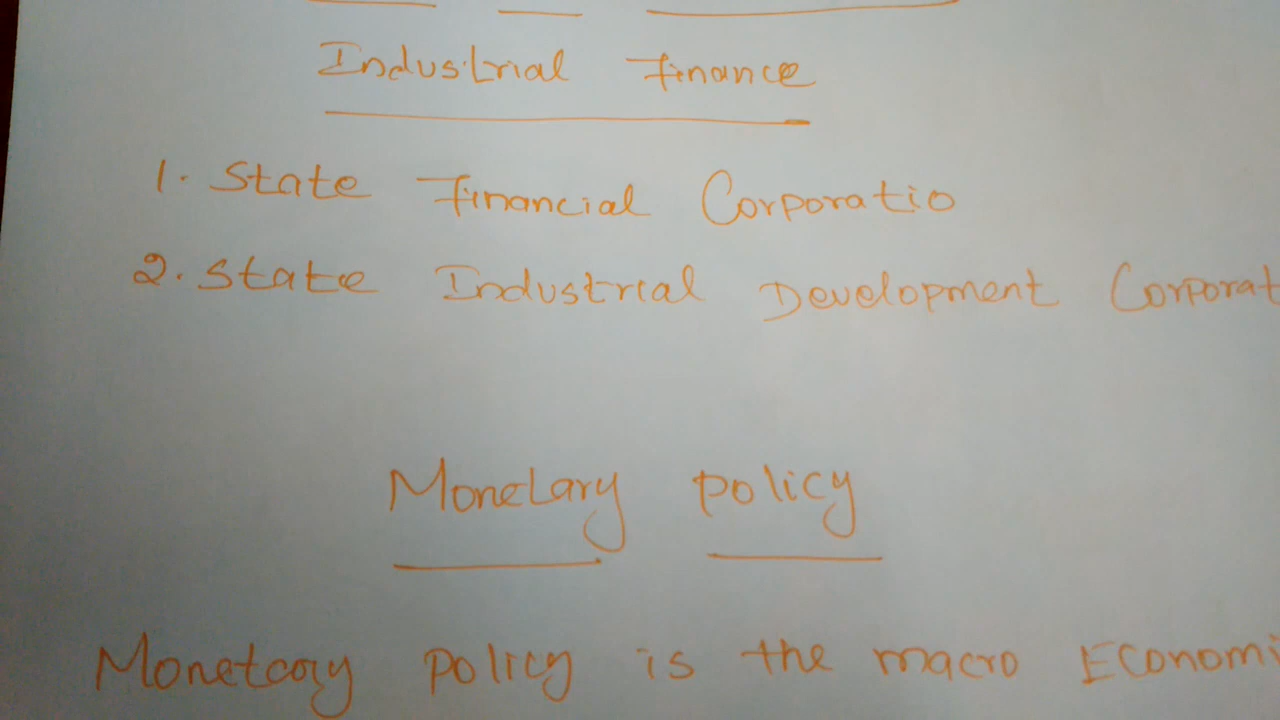 Industrial Finance
1. State Financial Corporatio
2. State Industrial Development Corporat
Monetary policy
Monetary policy is the macro Economi